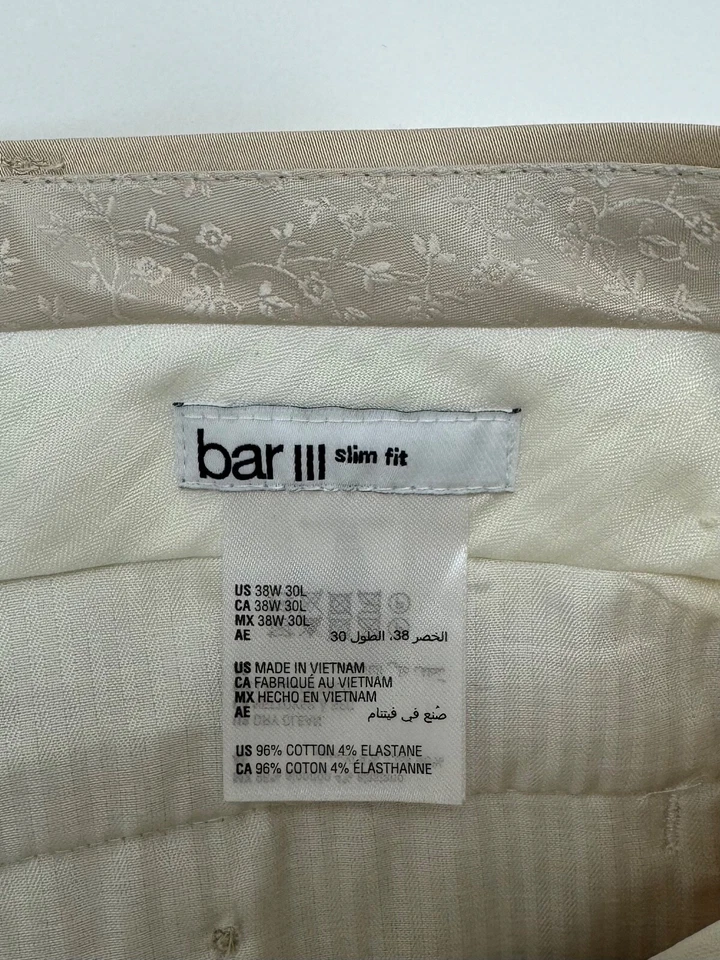 bar III slim fit
US 38W 30L
CA 38W 30L
MX 38W 30L
AE الخصر 38، الطول 30
US MADE IN VIETNAM
CA FABRIQUÉ AU VIETNAM
MX HECHO EN VIETNAM
AE صُنع في فيتنام
US 96% COTTON 4% ELASTANE
CA 96% COTON 4% ÉLASTHANNE